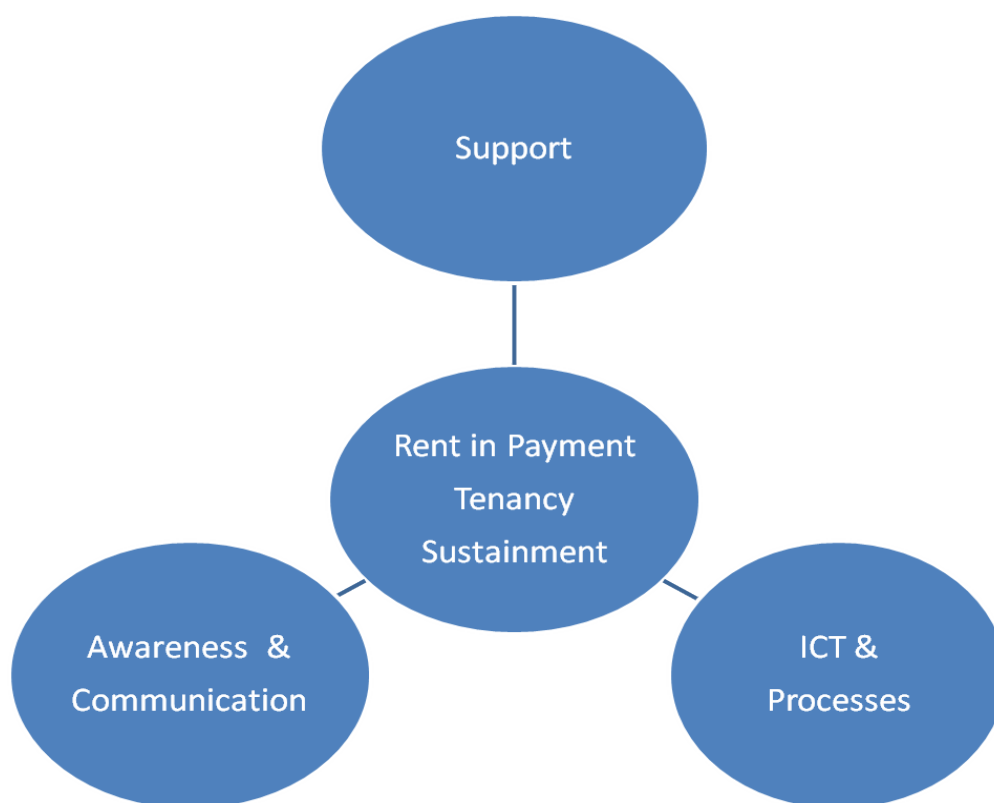 Support
Rent in Payment
Tenancy
Sustainment
Awareness & 
Communication
ICT &
Processes